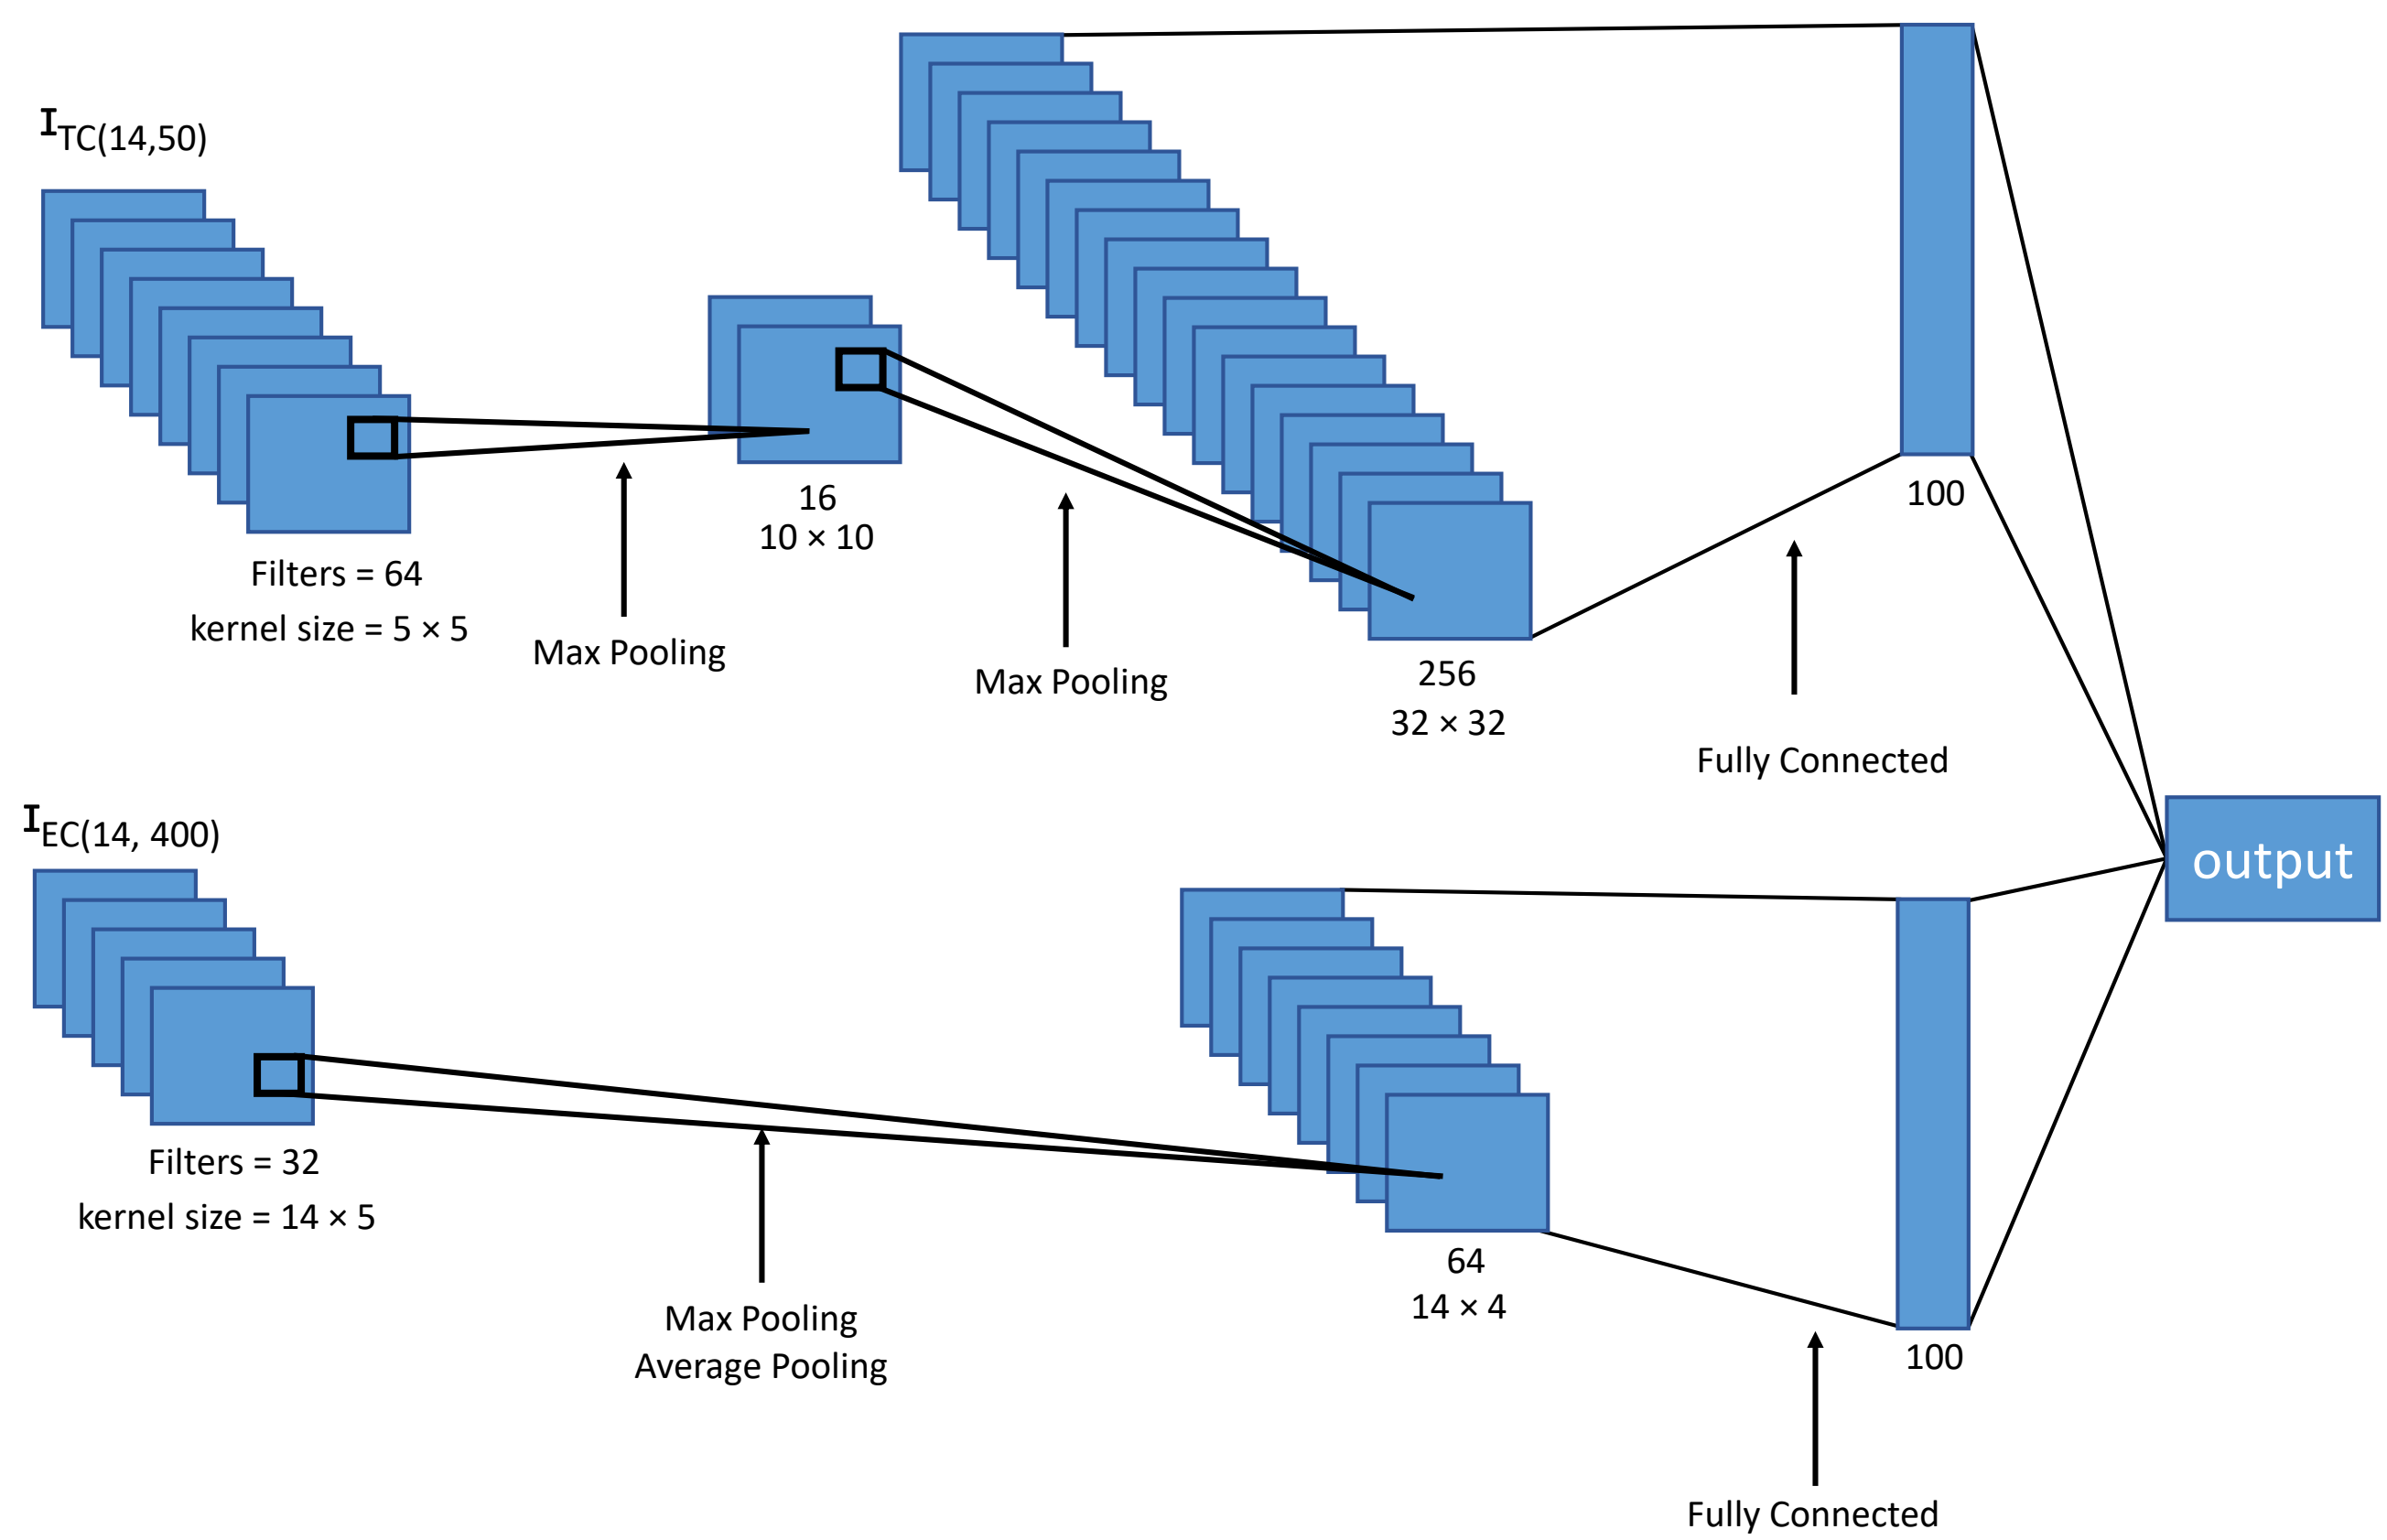 I TC(14,50)
Filters = 64
kernel size = 5 × 5
Max Pooling
16
10 × 10
Max Pooling
256
32 × 32
100
Fully Connected
I EC(14, 400)
Filters = 32
kernel size = 14 × 5
Max Pooling
Average Pooling
64
14 × 4
100
Fully Connected
output